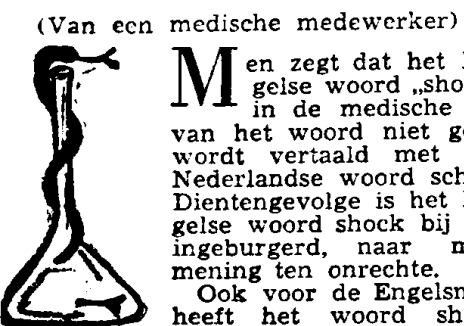 (Van een medische medewerker)
Men zegt dat het
gelse woord „sho
in de medische
van het woord niet g
wordt vertaald met
Nederlandse woord sch
Dientengevolge is het
gelse woord shock bij
ingeburgerd, naar m
mening ten onrechte.
Ook voor de Engelsm
heeft het woord sh